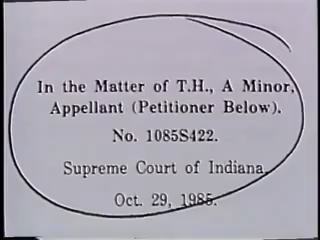 In the Matter of T.H., A Minor,
Appellant (Petitioner Below).
No. 1085S422.
Supreme Court of Indiana.
Oct. 29, 1985.